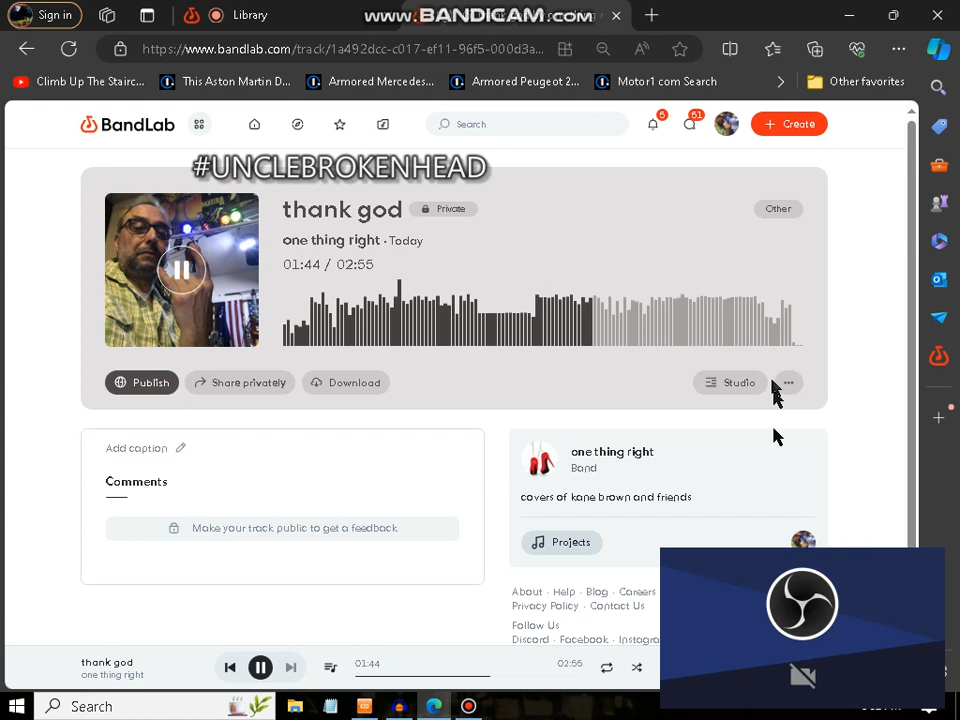 Sign in
Library
www.BANDICAM.com
https://www.bandlab.com/track/1a492dcc-c017-ef11-96f5-000d3a...
Climb Up The Stairc...
This Aston Martin D...
Armored Mercedes...
Armored Peugeot 2...
Motor1 com Search
Other favorites
BandLab
Search
5
51
+ Create
#UNCLEBROKENHEAD
thank god
Private
Other
one thing right · Today
01:44 / 02:55
Publish
Share privately
Download
Studio
Add caption
Comments
Make your track public to get a feedback.
one thing right
Band
covers of kane brown and friends
Projects
About · Help · Blog · Careers
Privacy Policy · Contact Us
Follow Us
Discord · Facebook · Instagra
thank god
one thing right
01:44
02:55
Search